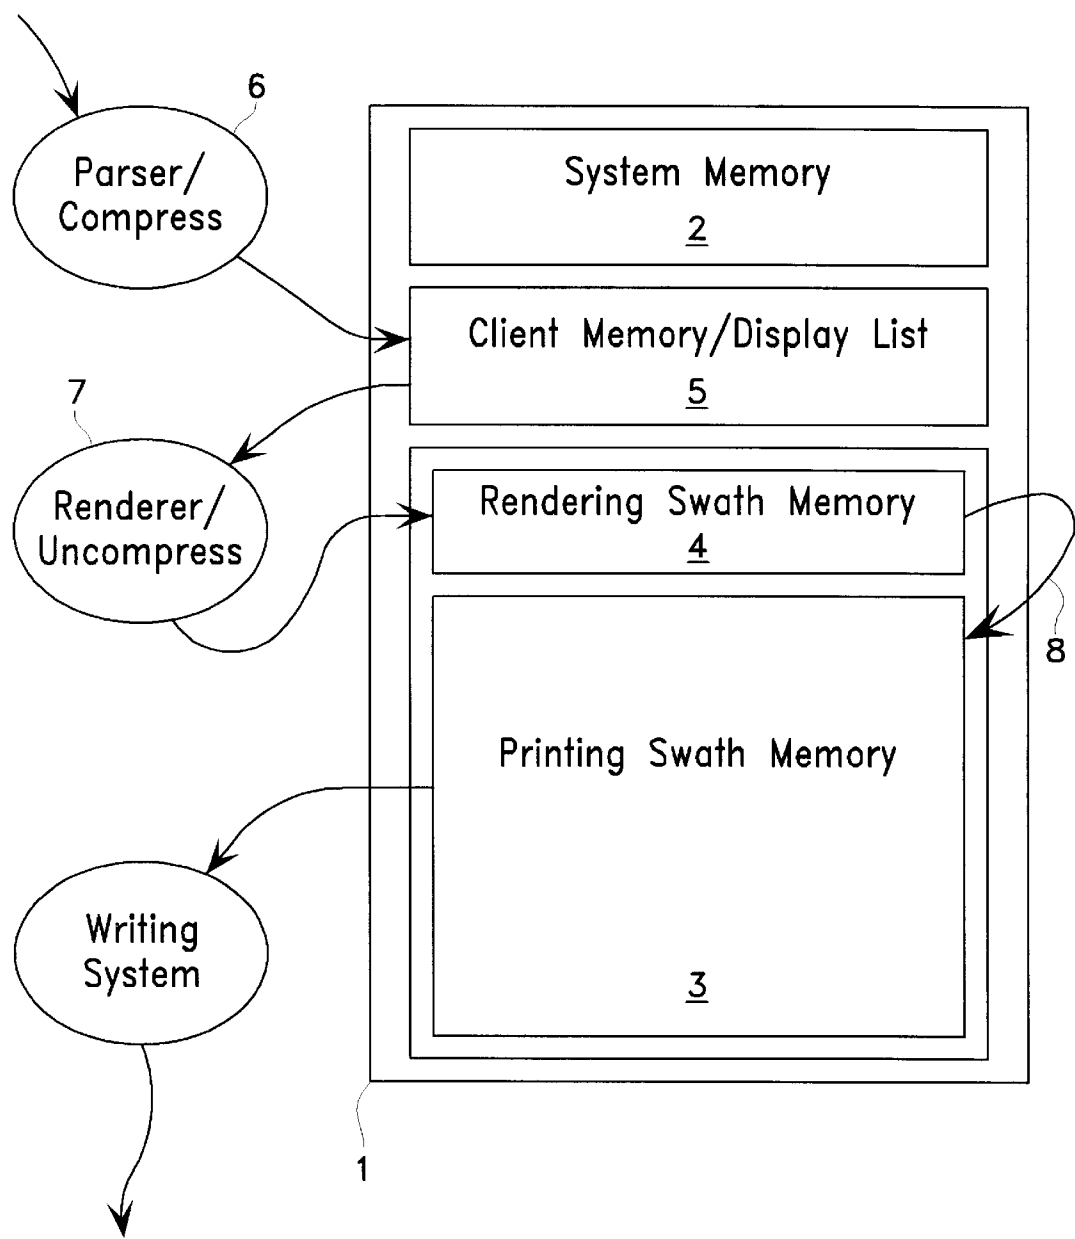 6
Parser/
Compress
System Memory
2
Client Memory/Display List
5
7
Renderer/
Uncompress
Rendering Swath Memory
4
8
Printing Swath Memory
3
Writing
System
1